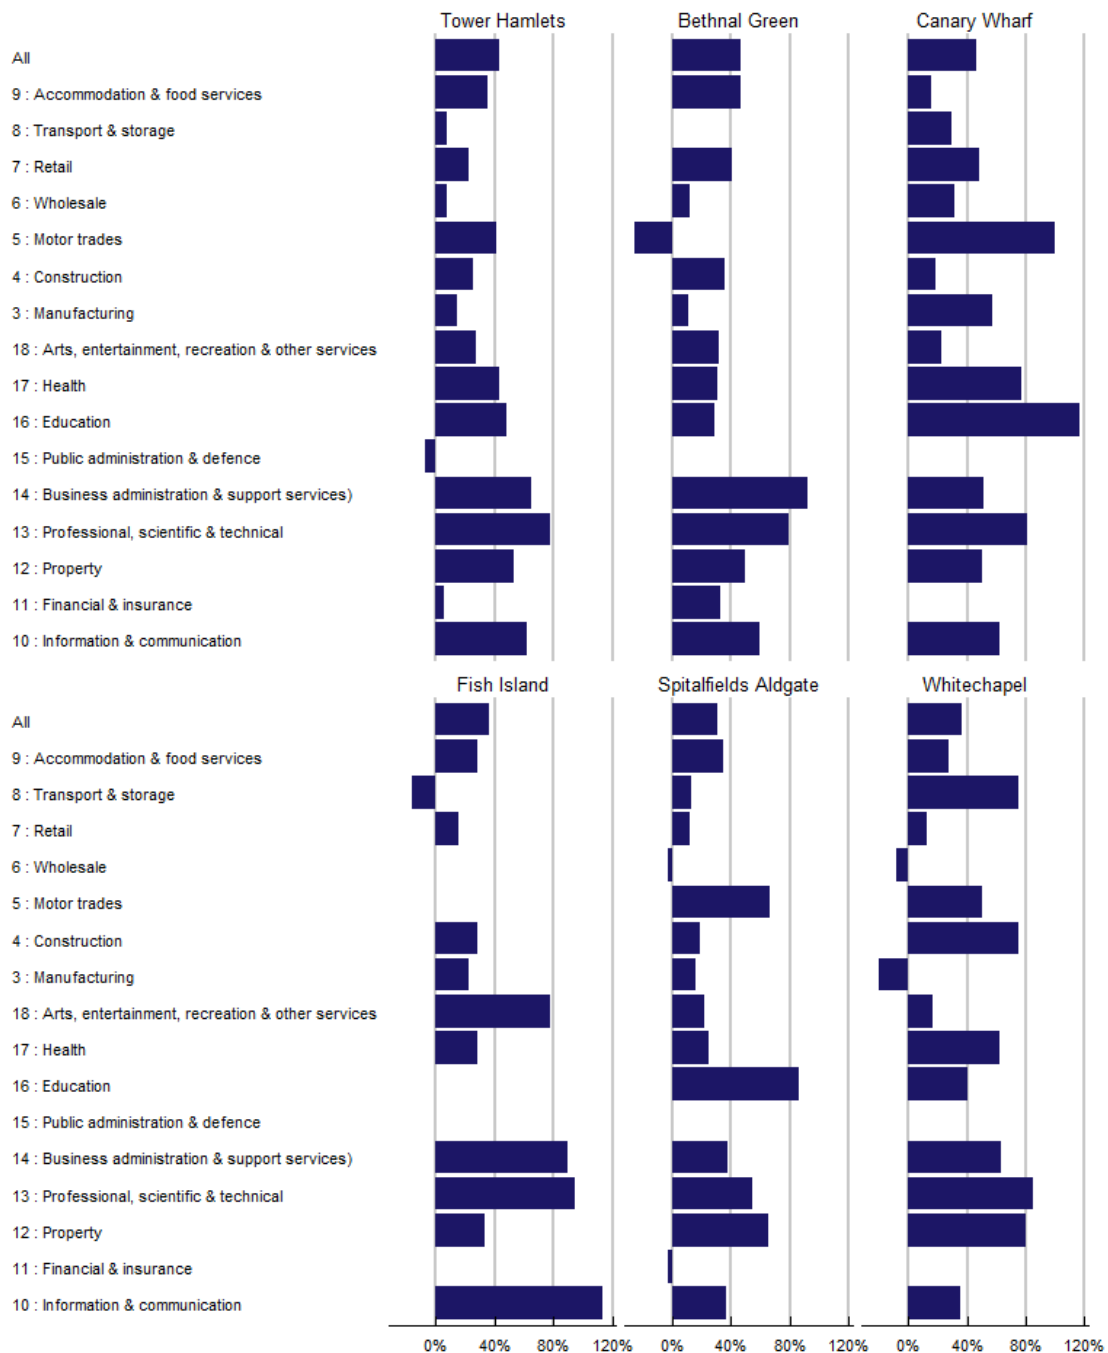 Tower Hamlets Bethnal Green Canary Wharf
All
9 : Accommodation & food services
8 : Transport & storage
7 : Retail
6 : Wholesale
5 : Motor trades
4 : Construction
3 : Manufacturing
18 : Arts, entertainment, recreation & other services
17 : Health
16 : Education
15 : Public administration & defence
14 : Business administration & support services)
13 : Professional, scientific & technical
12 : Property
11 : Financial & insurance
10 : Information & communication
Fish Island Spitalfields Aldgate Whitechapel
All
9 : Accommodation & food services
8 : Transport & storage
7 : Retail
6 : Wholesale
5 : Motor trades
4 : Construction
3 : Manufacturing
18 : Arts, entertainment, recreation & other services
17 : Health
16 : Education
15 : Public administration & defence
14 : Business administration & support services)
13 : Professional, scientific & technical
12 : Property
11 : Financial & insurance
10 : Information & communication
0% 40% 80% 120% 0% 40% 80% 120% 0% 40% 80% 120%